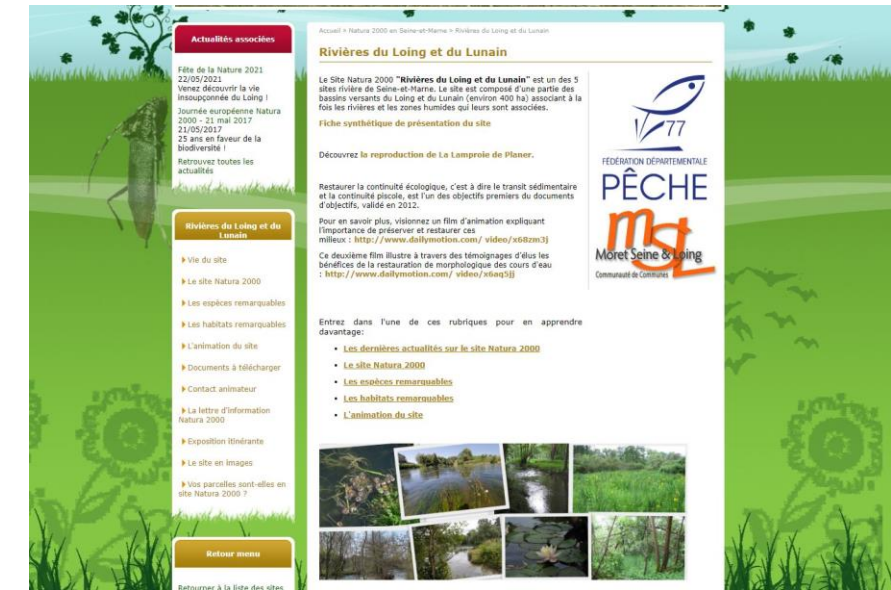 Actualités associées
Fête de la Nature 2021
22/05/2021
Venez découvrir la vie
insoupçonnée du Loing !
Journée européenne Natura
2000 - 21 mai 2017
21/05/2017
25 ans en faveur de la
biodiversité !
Retrouvez toutes les
actualités
Rivières du Loing et du
Lunain
Vie du site
Le site Natura 2000
Les espèces remarquables
Les habitats remarquables
L'animation du site
Documents à télécharger
Contact animateur
La lettre d'information
Natura 2000
Exposition itinérante
Le site en images
Vos parcelles sont-elles en
site Natura 2000 ?
Retour menu
Retourner à la liste des sites
Accueil > Natura 2000 en Seine-et-Marne > Rivières du Loing et du Lunain
Rivières du Loing et du Lunain
Le Site Natura 2000 "Rivières du Loing et du Lunain" est un des 5
sites rivière de Seine-et-Marne. Le site est composé d'une partie des
bassins versants du Loing et du Lunain (environ 400 ha) associant à la
fois les rivières et les zones humides qui leurs sont associées.
Fiche synthétique de présentation du site
Découvrez la reproduction de La Lamproie de Planer.
Restaurer la continuité écologique, c'est à dire le transit sédimentaire
et la continuité piscole, est l'un des objectifs premiers du documents
d'objectifs, validé en 2012.
Pour en savoir plus, visionnez un film d'animation expliquant
l'importance de préserver et restaurer ces
milieux : http://www.dailymotion.com/ video/x68zm3j
Ce deuxième film illustre à travers des témoignages d'élus les
bénéfices de la restauration de morphologique des cours d'eau
: http://www.dailymotion.com/ video/x6aq5jj
Entrez dans l'une de ces rubriques pour en apprendre
davantage:
Les dernières actualités sur le site Natura 2000
Le site Natura 2000
Les espèces remarquables
Les habitats remarquables
L'animation du site
77
FÉDÉRATION DÉPARTEMENTALE
PÊCHE
msl
Moret Seine & Loing
Communauté de Communes